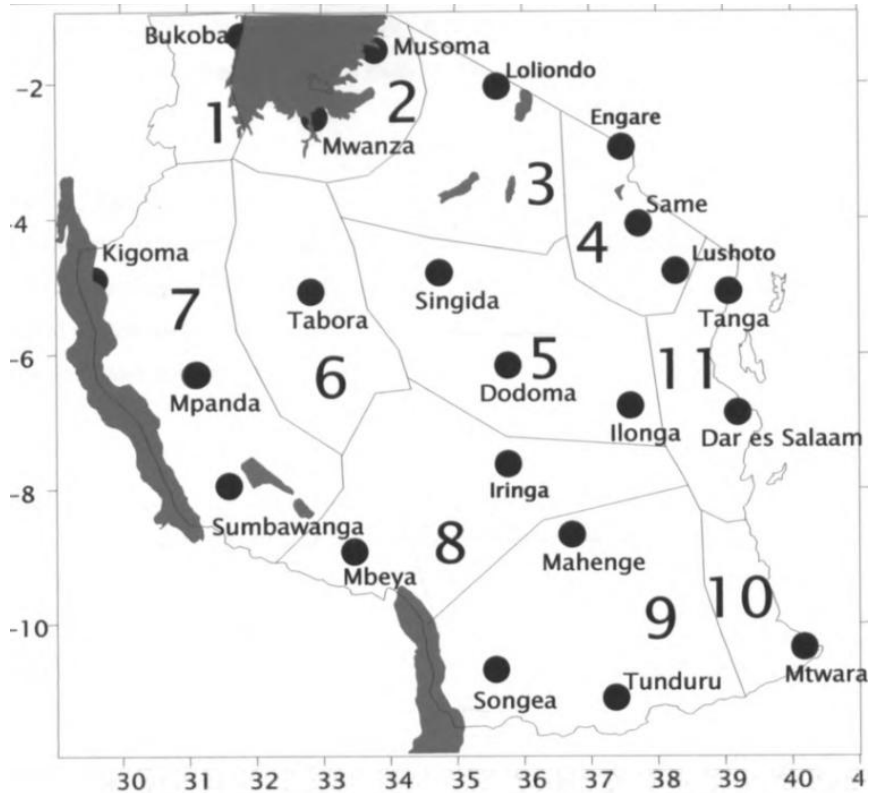 Bukoba
Musoma
Loliondo
-2
1
2
Engare
Mwanza
3
Same
-4
4
Kigoma
Lushoto
Singida
7
Tabora
Tanga
-6
6
5
11
Dodoma
Mpanda
Ilonga
Dar es Salaam
-8
Iringa
Sumbawanga
8
Mahenge
Mbeya
-10
9
10
Songea
Tunduru
Mtwara
30 31 32 33 34 35 36 37 38 39 40 4